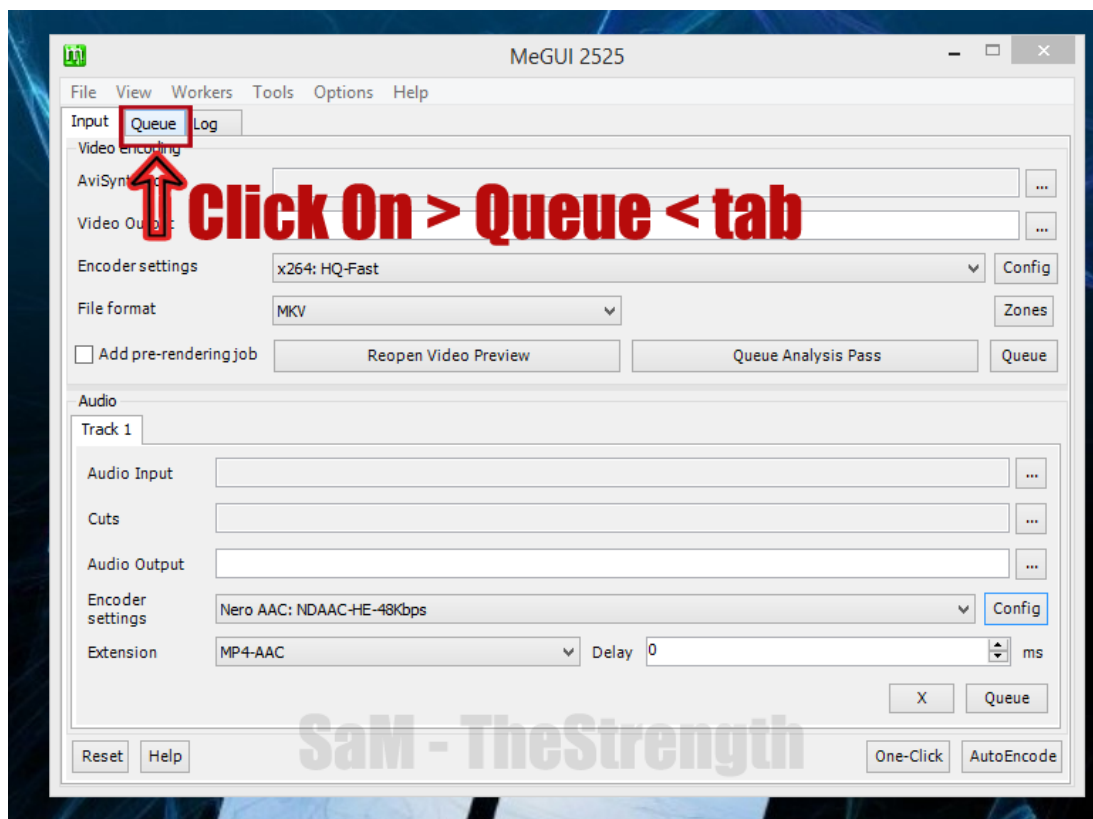 MeGUI 2525
File View Workers Tools Options Help
Input Queue Log
Video encoding
...
Click On > Queue < tab
Video ...
Encoder settings x264: HQ-Fast Config
File format MKV Zones
Add pre-rendering job Reopen Video Preview Queue Analysis Pass Queue
Audio
Track 1
Audio Input ...
Cuts ...
Audio Output ...
Encoder
settings Nero AAC: NDAAC-HE-48Kbps Config
Extension MP4-AAC Delay 0 ms
X Queue
SaM - TheStrength
Reset Help One-Click AutoEncode